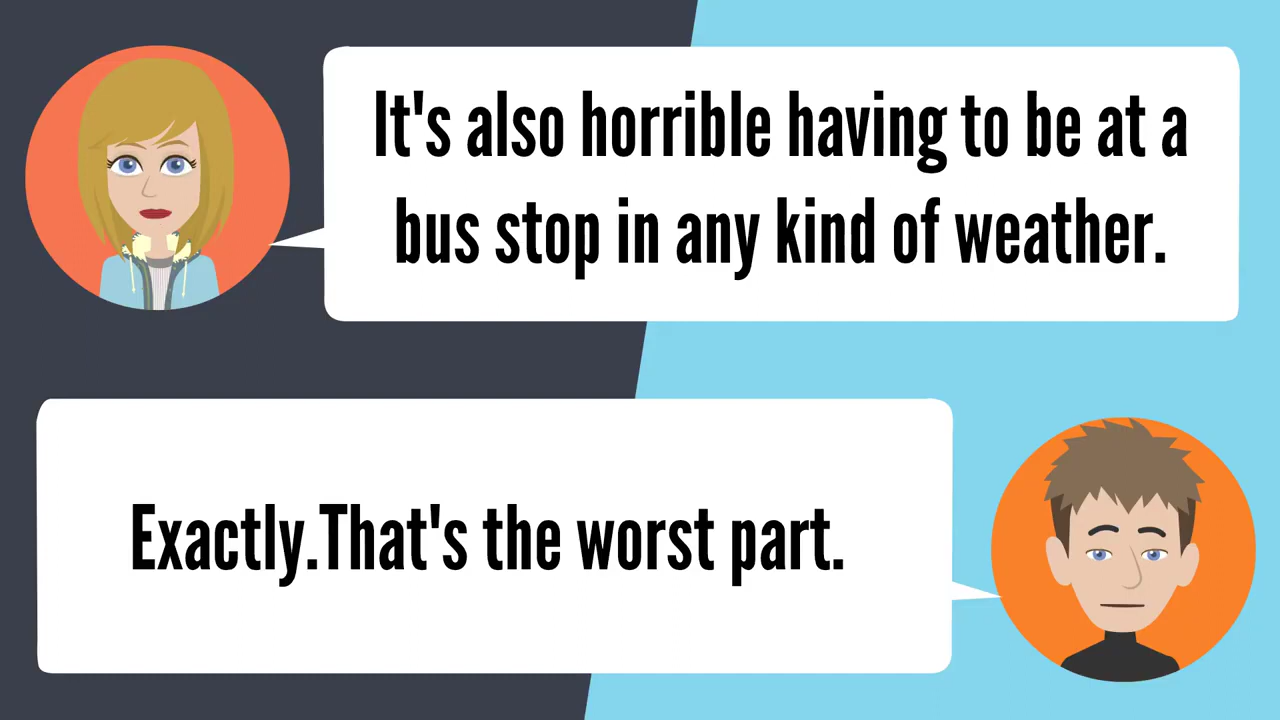 It's also horrible having to be at a
bus stop in any kind of weather.
Exactly.That's the worst part.